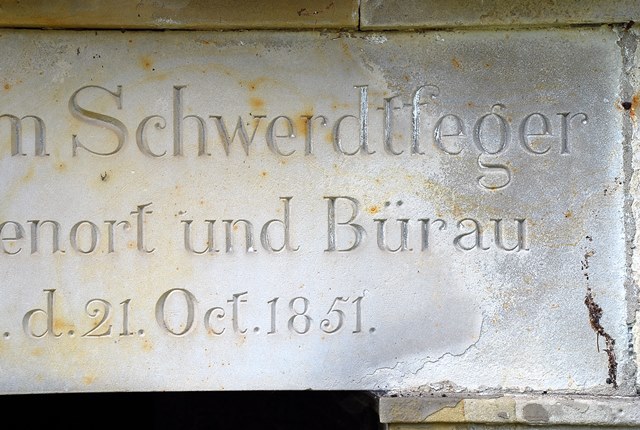 m Schwerdtfeger
enort und Bürau
. d. 21. Oct. 1851.